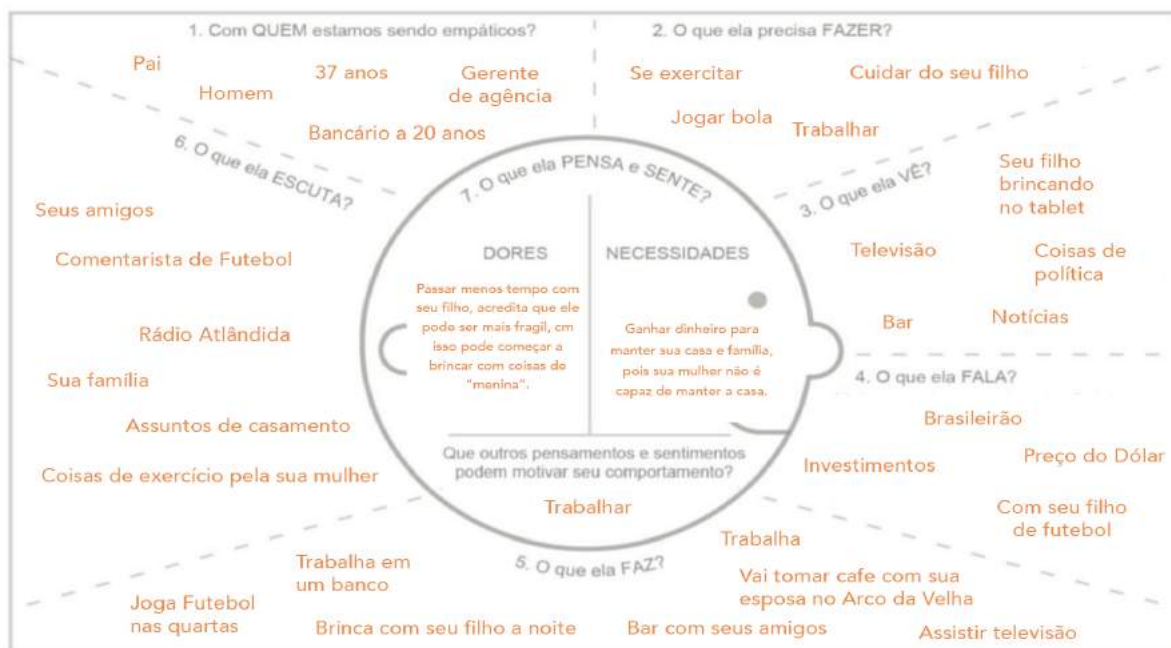 1. Com QUEM estamos sendo empáticos?
Pai
Homem
37 anos
Gerente
de agência
Bancário a 20 anos
2. O que ela precisa FAZER?
Se exercitar
Cuidar do seu filho
Jogar bola
Trabalhar
3. O que ela VÊ?
Seu filho
brincando
no tablet
Televisão
Coisas de
política
Bar
Notícias
4. O que ela FALA?
Brasileirão
Investimentos
Preço do Dólar
Com seu filho
de futebol
5. O que ela FAZ?
Trabalha
Trabalha em
um banco
Vai tomar cafe com sua
esposa no Arco da Velha
Joga Futebol
nas quartas
Brinca com seu filho a noite
Bar com seus amigos
Assistir televisão
6. O que ela ESCUTA?
Seus amigos
Comentarista de Futebol
Rádio Atlândida
Sua família
Assuntos de casamento
Coisas de exercício pela sua mulher
7. O que ela PENSA e SENTE?
DORES
Passar menos tempo com
seu filho, acredita que ele
pode ser mais fragil, cm
isso pode começar a
brincar com coisas de
"menina".
NECESSIDADES
Ganhar dinheiro para
manter sua casa e família,
pois sua mulher não é
capaz de manter a casa.
Que outros pensamentos e sentimentos
podem motivar seu comportamento?
Trabalhar